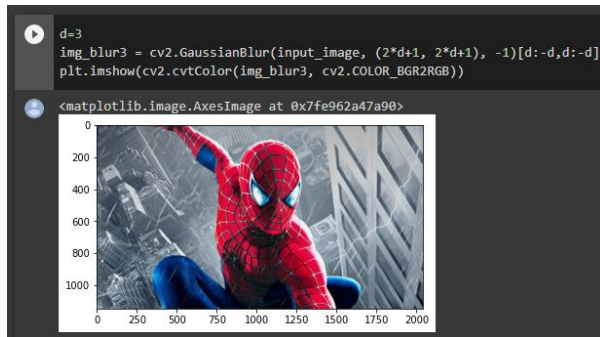 d=3
img_blur3 = cv2.GaussianBlur(input_image, (2*d+1, 2*d+1), -1)[d:-d,d:-d]
plt.imshow(cv2.cvtColor(img_blur3, cv2.COLOR_BGR2RGB))
<matplotlib.image.AxesImage at 0x7fe962a47a90>
0
200
400
600
800
1000
0 250 500 750 1000 1250 1500 1750 2000